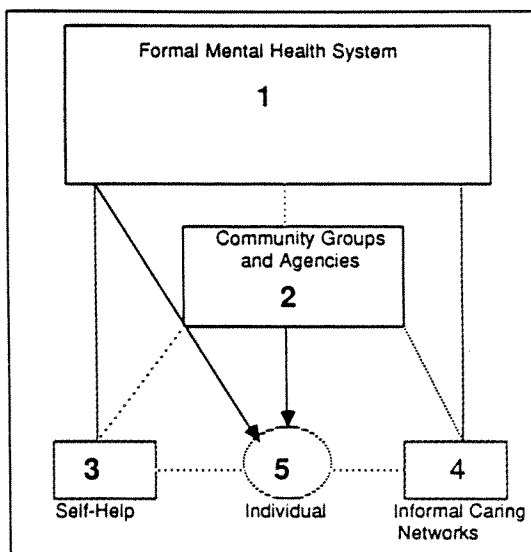 Formal Mental Health System
1
Community Groups
and Agencies
2
3
5
4
Self-Help
Individual
Informal Caring
Networks